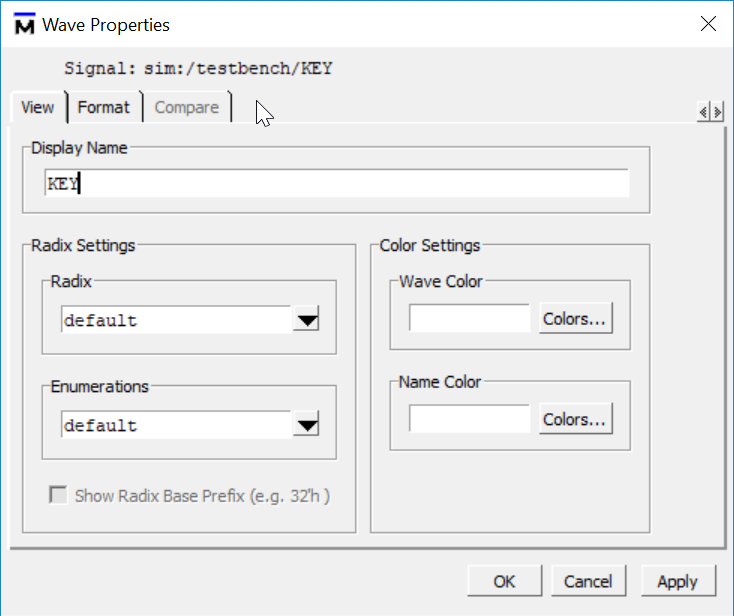 Wave Properties
Signal: sim:/testbench/KEY
View Format Compare
Display Name
KEY
Radix Settings
Radix
default
Enumerations
default
Show Radix Base Prefix (e.g. 32'h )
Color Settings
Wave Color
Colors...
Name Color
Colors...
OK Cancel Apply